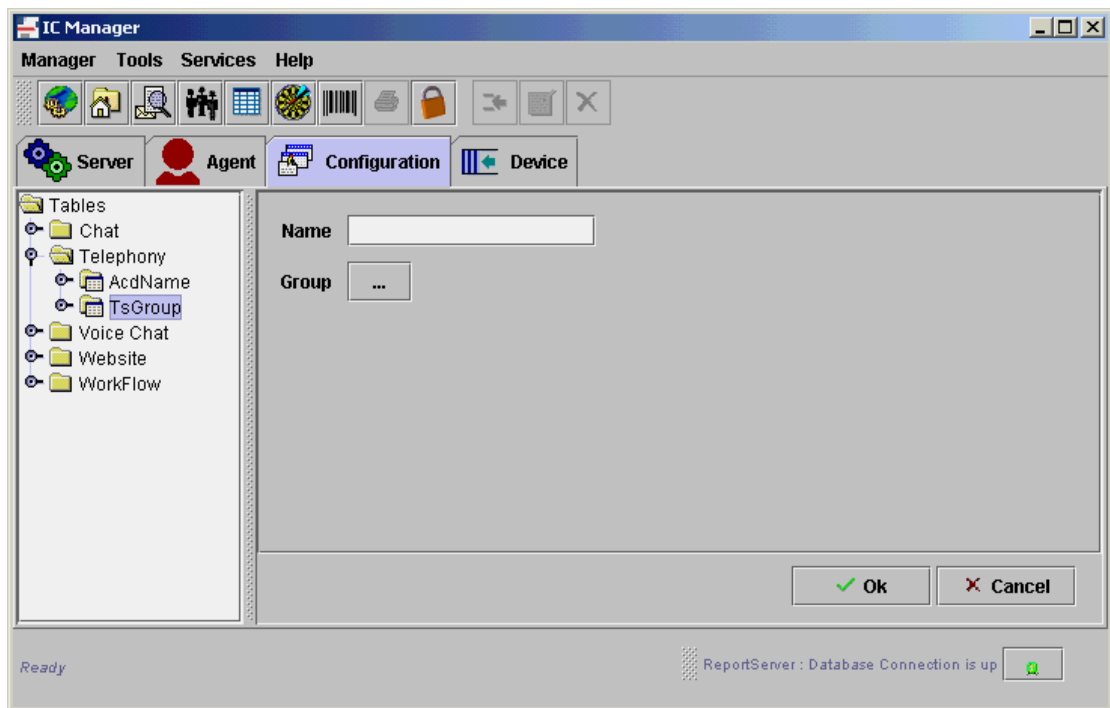 IC Manager
Manager Tools Services Help
Server Agent Configuration Device
Tables
Chat
Telephony
AcdName
TsGroup
Voice Chat
Website
WorkFlow
Name
Group ...
Ok Cancel
Ready
ReportServer : Database Connection is up